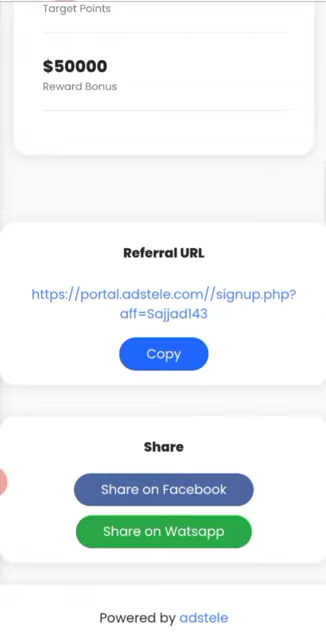 Target Points
$50000
Reward Bonus
Referral URL
https://portal.adstele.com//signup.php?
aff=Sajjad143
Copy
Share
Share on Facebook
Share on Watsapp
Powered by adstele